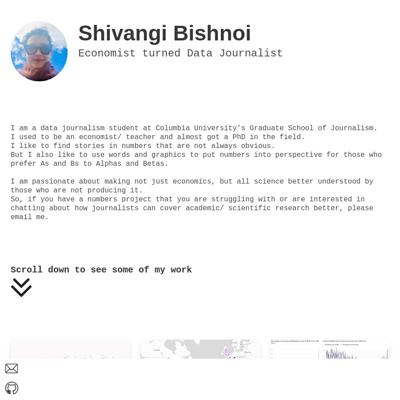 Shivangi Bishnoi
Economist turned Data Journalist
I am a data journalism student at Columbia University's Graduate School of Journalism.
I used to be an economist/ teacher and almost got a PhD in the field.
I like to find stories in numbers that are not always obvious.
But I also like to use words and graphics to put numbers into perspective for those who
prefer As and Bs to Alphas and Betas.
I am passionate about making not just economics, but all science better understood by
those who are not producing it.
So, if you have a numbers project that you are struggling with or are interested in
chatting about how journalists can cover academic/ scientific research better, please
email me.
Scroll down to see some of my work